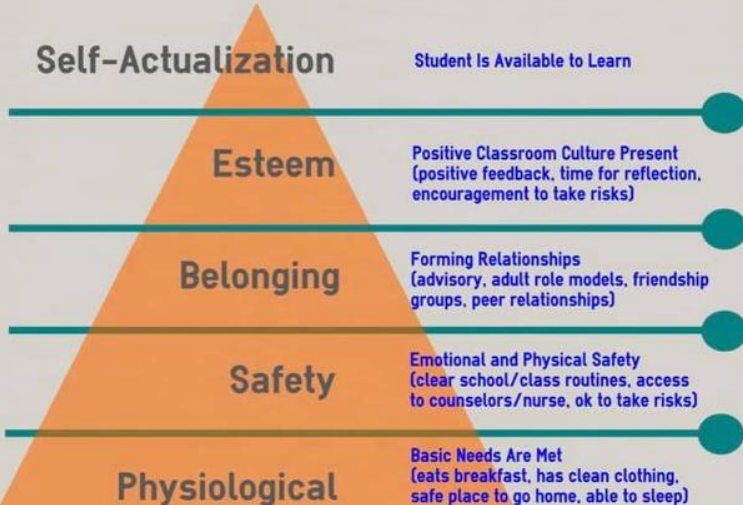 Self-Actualization
Student Is Available to Learn
Esteem
Positive Classroom Culture Present
(positive feedback, time for reflection,
encouragement to take risks)
Belonging
Forming Relationships
(advisory, adult role models, friendship
groups, peer relationships)
Safety
Emotional and Physical Safety
(clear school/class routines, access
to counselors/nurse, ok to take risks)
Physiological
Basic Needs Are Met
(eats breakfast, has clean clothing,
safe place to go home, able to sleep)